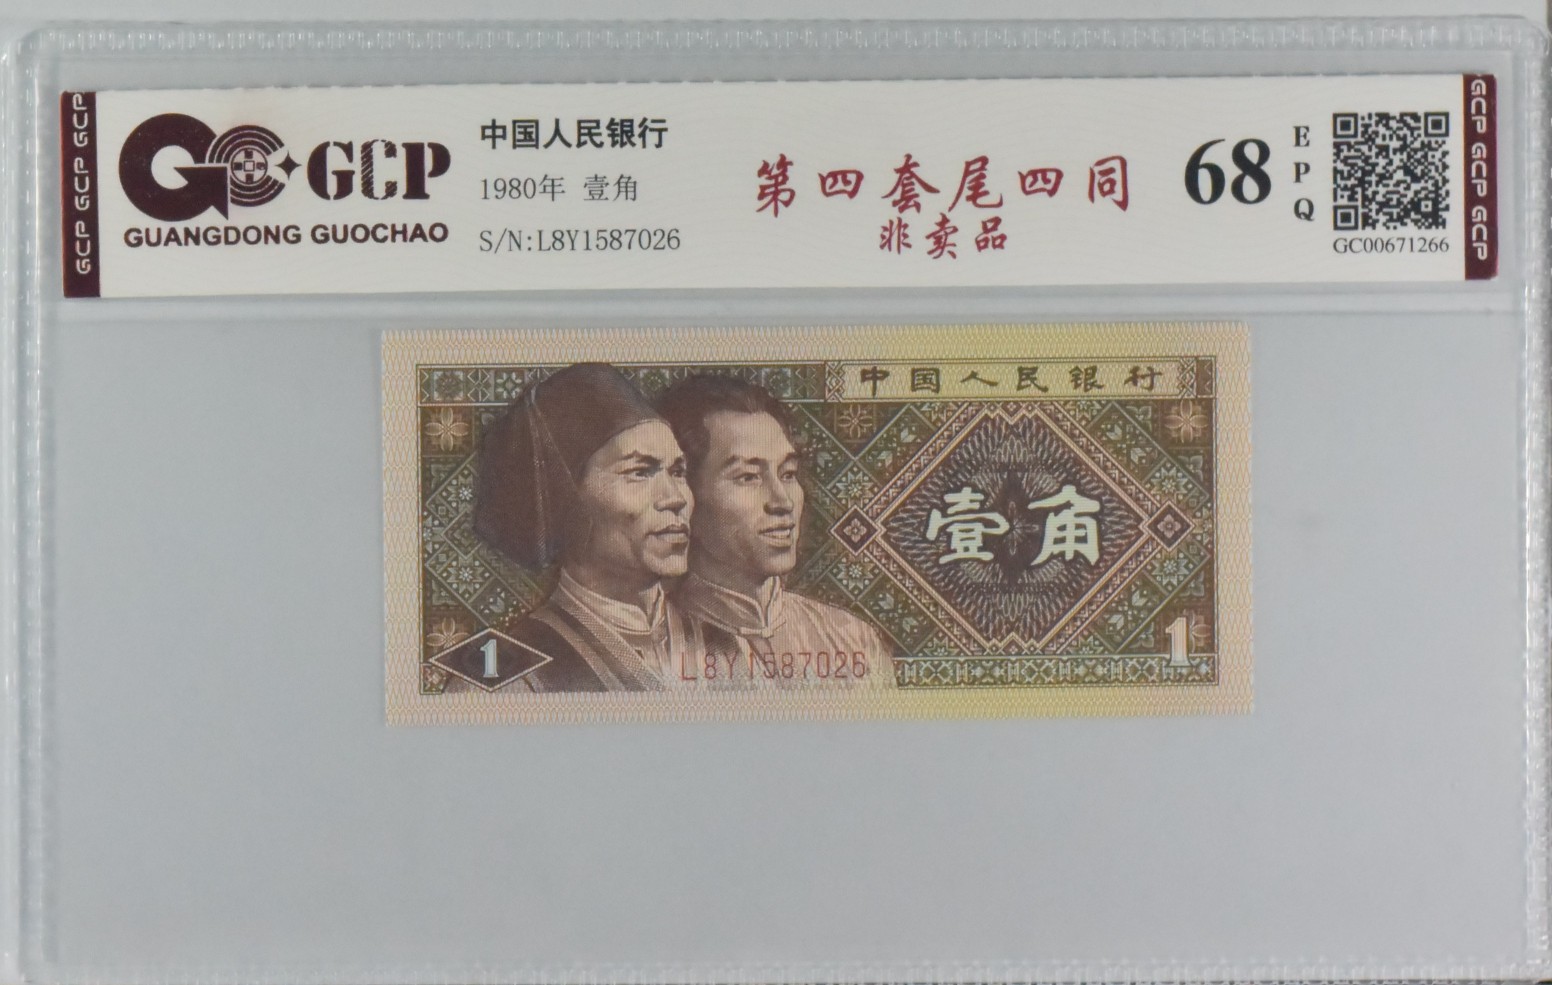 GCP GCP GCP
GCP
GUANGDONG GUOCHAO
中国人民银行
1980年 壹角
S/N:L8Y1587026
第四套尾四同
非卖品
68
EPQ
GC00671266
GCP GCP GCP
中国人民银行
壹角
1
L8Y1587026
1